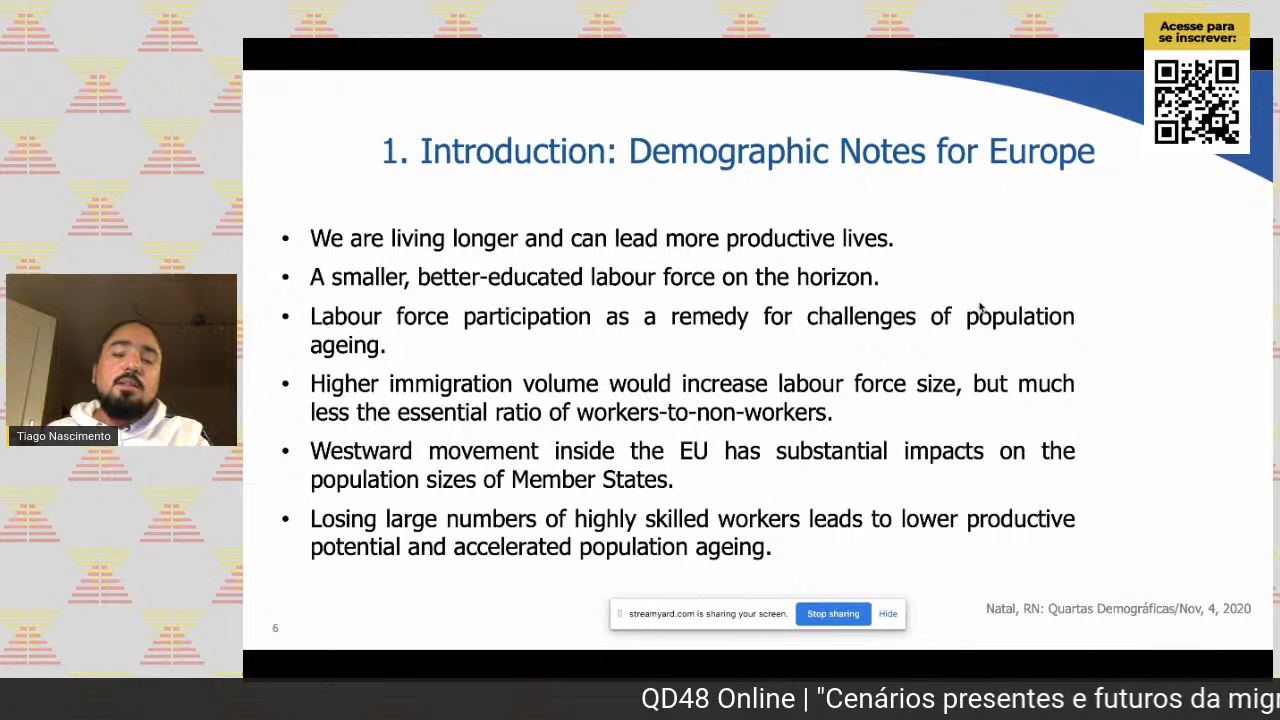 Acesse para
se inscrever:
1. Introduction: Demographic Notes for Europe
• We are living longer and can lead more productive lives.
• A smaller, better-educated labour force on the horizon.
• Labour force participation as a remedy for challenges of population
ageing.
• Higher immigration volume would increase labour force size, but much
less the essential ratio of workers-to-non-workers.
• Westward movement inside the EU has substantial impacts on the
population sizes of Member States.
• Losing large numbers of highly skilled workers leads to lower productive
potential and accelerated population ageing.
Tiago Nascimento
Natal, RN: Quartas Demográficas/Nov, 4, 2020
streamyard.com is sharing your screen. Stop sharing Hide
6
QD48 Online | "Cenários presentes e futuros da migr